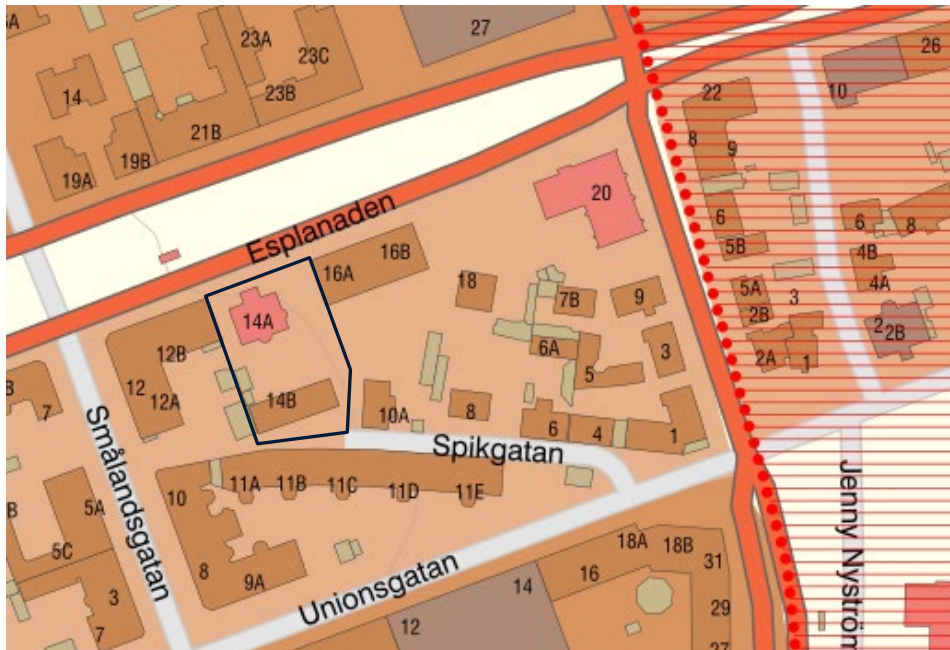 27
26
23A
23C
23B
21B
14
19B
19A
10
22
8
9
20
6
5B
6
8
4B
4A
5A
2B
3
2
2B
2A
1
Esplanaden
16B
16A
18
7B
9
14A
12B
6A
3
5
12
12A
14B
10A
8
6
4
1
7
Smålandsgatan
Spikgatan
10
11A
11B
11C
11D
11E
5A
5C
8
9A
3
7
Unionsgatan
12
14
16
18A
18B
31
29
27
Jenny Nyström